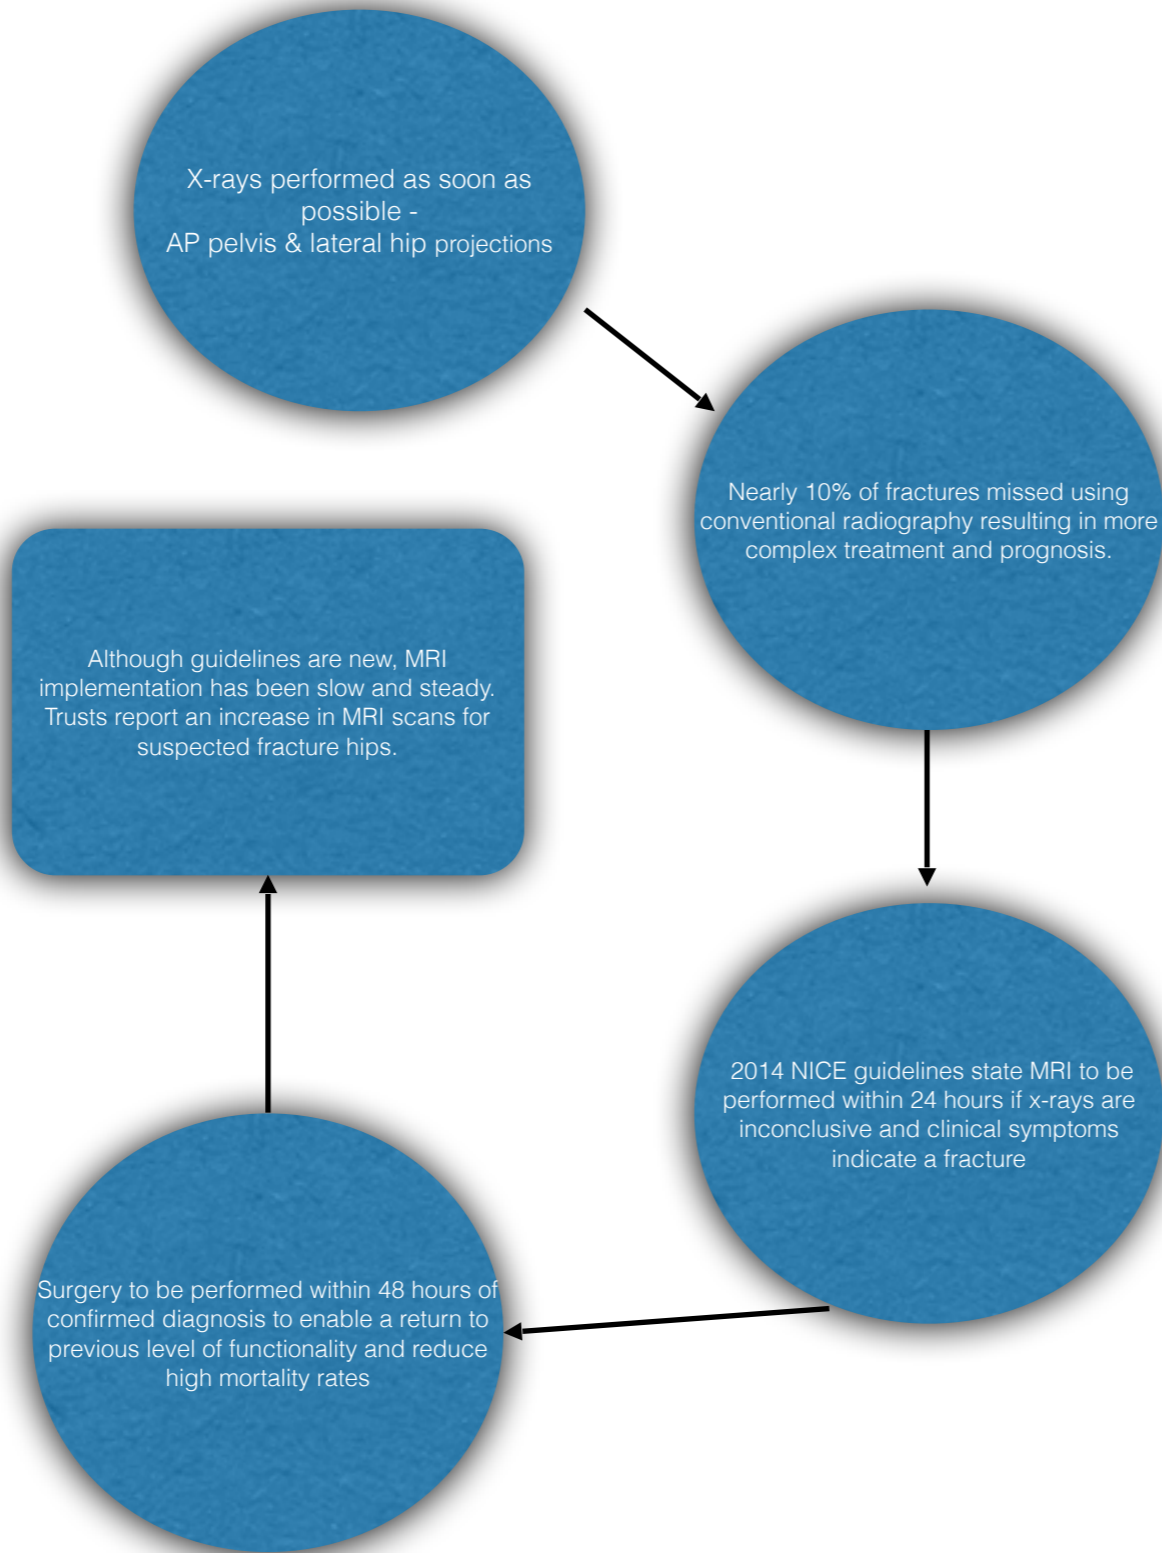 X-rays performed as soon as
possible -
AP pelvis & lateral hip projections
Nearly 10% of fractures missed using
conventional radiography resulting in more
complex treatment and prognosis.
2014 NICE guidelines state MRI to be
performed within 24 hours if x-rays are
inconclusive and clinical symptoms
indicate a fracture
Surgery to be performed within 48 hours of
confirmed diagnosis to enable a return to
previous level of functionality and reduce
high mortality rates
Although guidelines are new, MRI
implementation has been slow and steady.
Trusts report an increase in MRI scans for
suspected fracture hips.